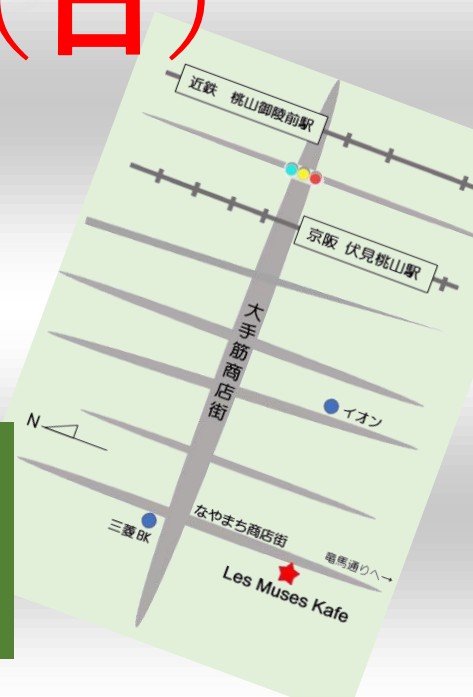 （日）
近鉄　桃山御陵前駅
京阪 伏見桃山駅
大手筋商店街
イオン
N
なやまち商店街
三菱BK
竜馬通りへ→
Les Muses Kafe